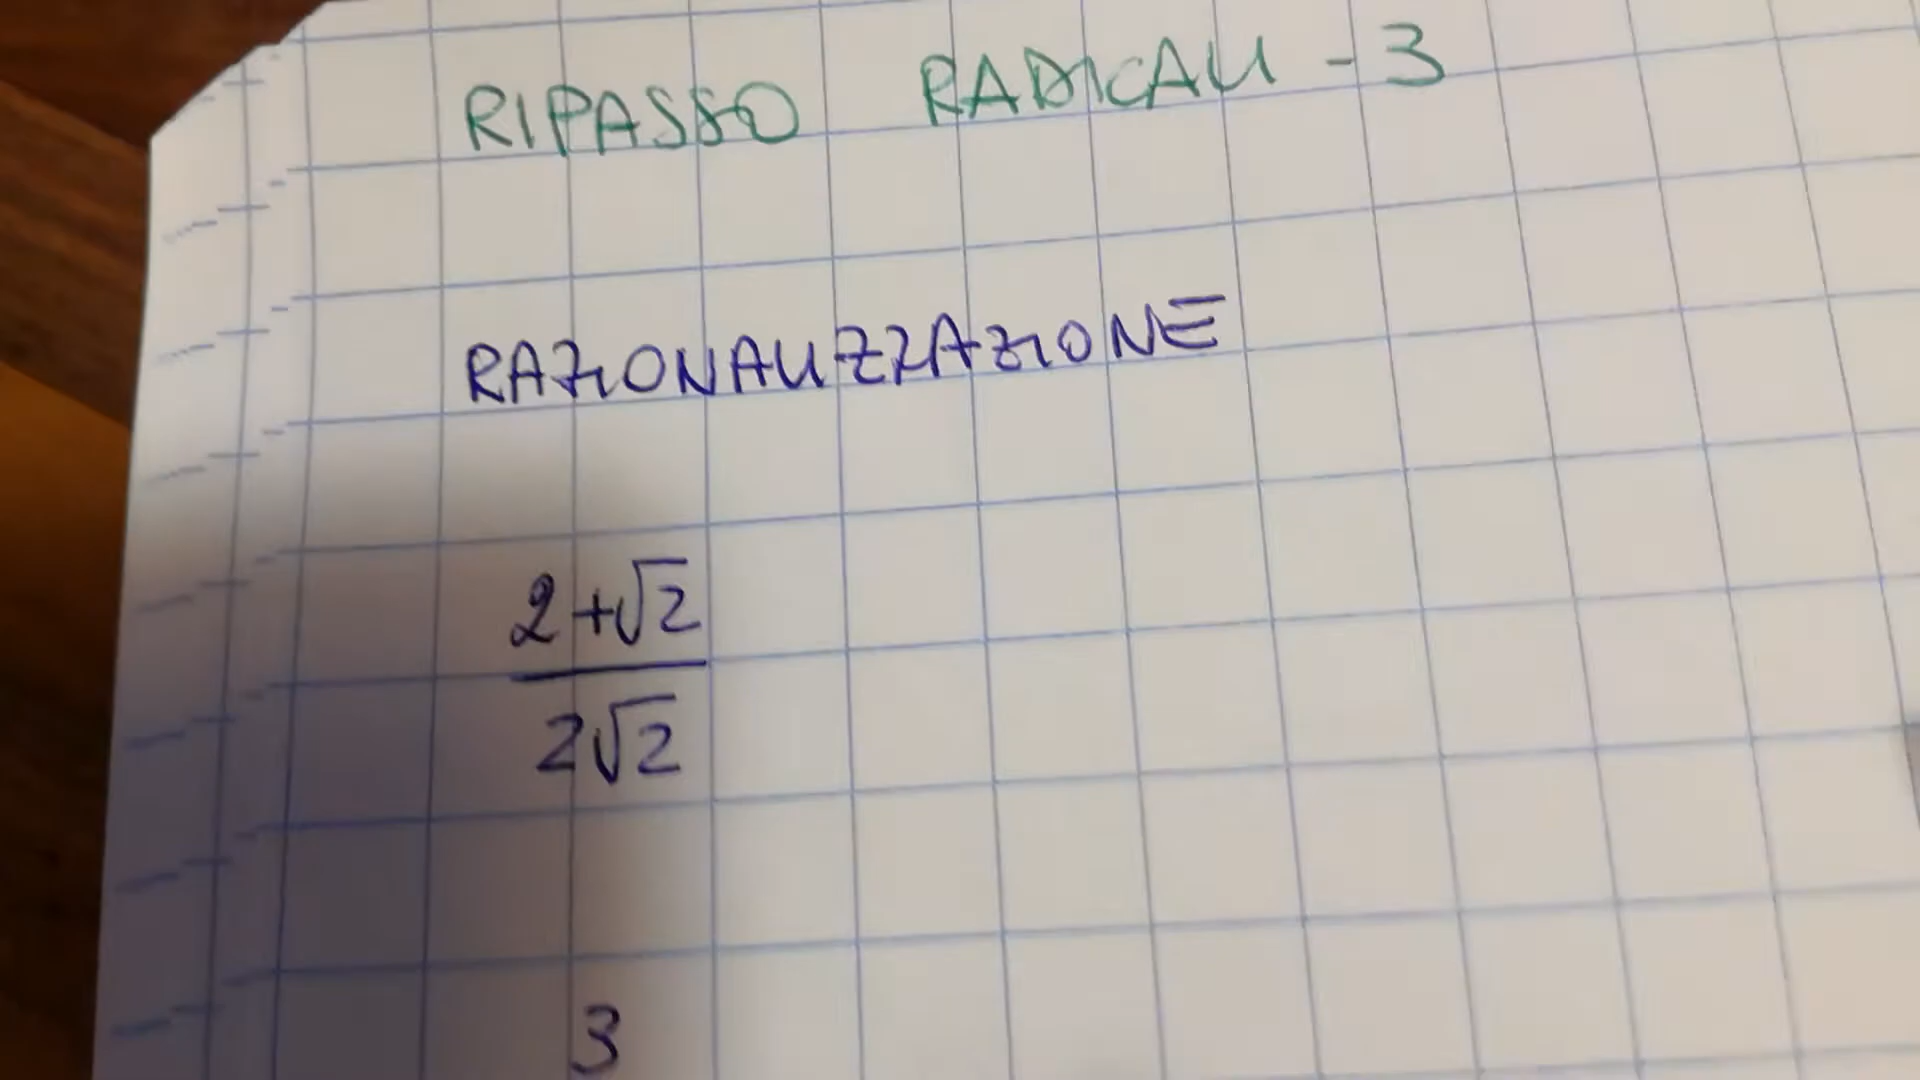 RIPASSO RADICALI - 3
RAZIONALIZZAZIONE
2+√2
2√2
3